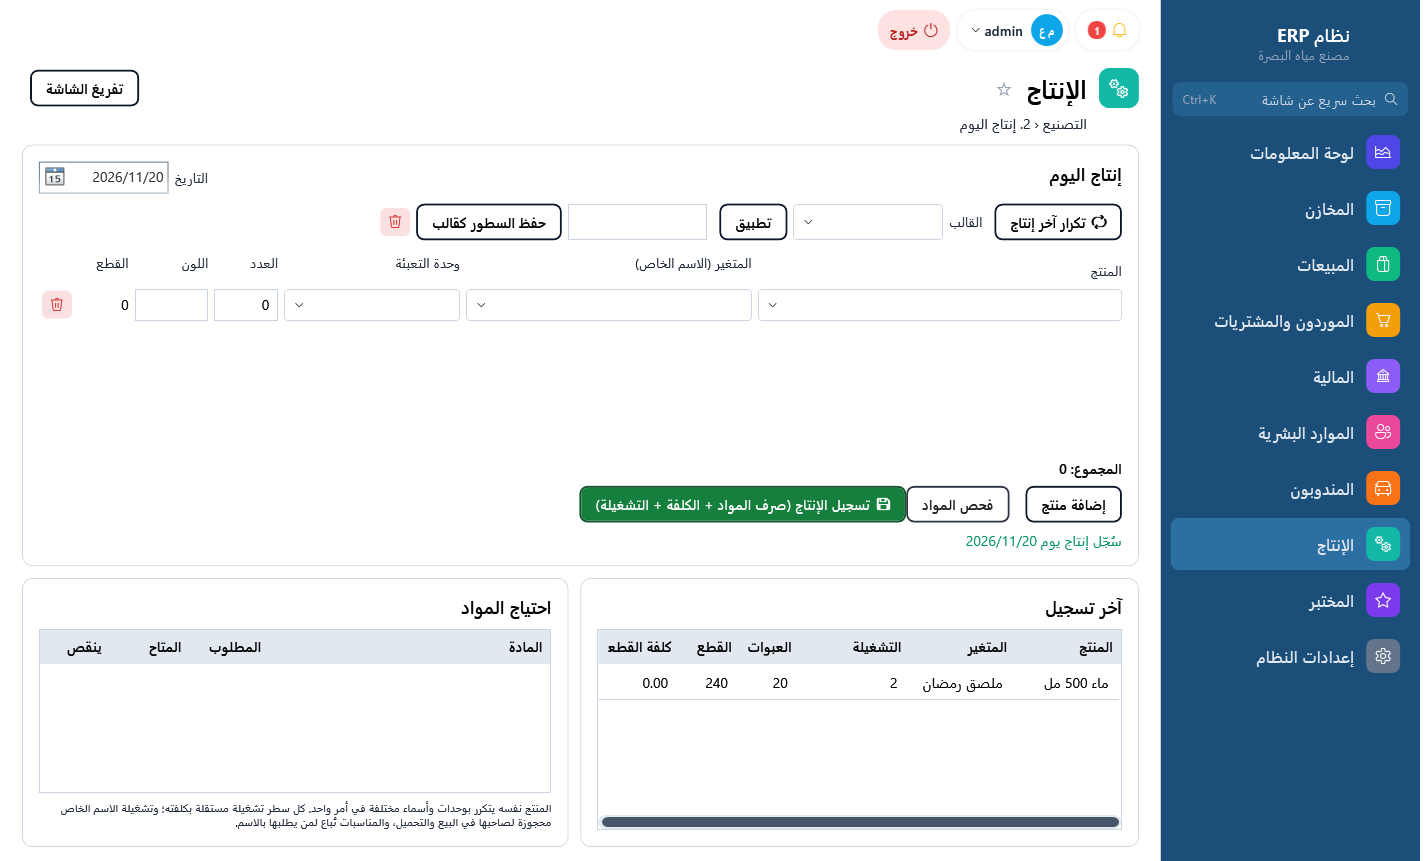 نظام ERP
مصنع مياه البصرة
بحث سريع عن شاشة Ctrl+K
لوحة المعلومات
المخازن
المبيعات
الموردون والمشتريات
المالية
الموارد البشرية
المندوبون
الإنتاج
المختبر
إعدادات النظام
1
م ع admin
خروج
الإنتاج
التصنيع › 2. إنتاج اليوم
تفريغ الشاشة
إنتاج اليوم
التاريخ 2026/11/20 15
تكرار آخر إنتاج القالب تطبيق حفظ السطور كقالب
المنتج المتغير (الاسم الخاص) وحدة التعبئة العدد اللون القطع
0 0
المجموع: 0
إضافة منتج فحص المواد تسجيل الإنتاج (صرف المواد + الكلفة + التشغيلة)
سُجّل إنتاج يوم 2026/11/20
آخر تسجيل
المنتج المتغير التشغيلة العبوات القطع كلفة القطع
ماء 500 مل ملصق رمضان 2 20 240 0.00
احتياج المواد
المادة المطلوب المتاح ينقص
المنتج نفسه يتكرر بوحدات وأسماء مختلفة في أمر واحد. كل سطر تشغيلة مستقلة بكلفته؛ وتشغيلة الاسم الخاص
محجوزة لصاحبها في البيع والتحميل، والمناسبات تُباع لمن يطلبها بالاسم.